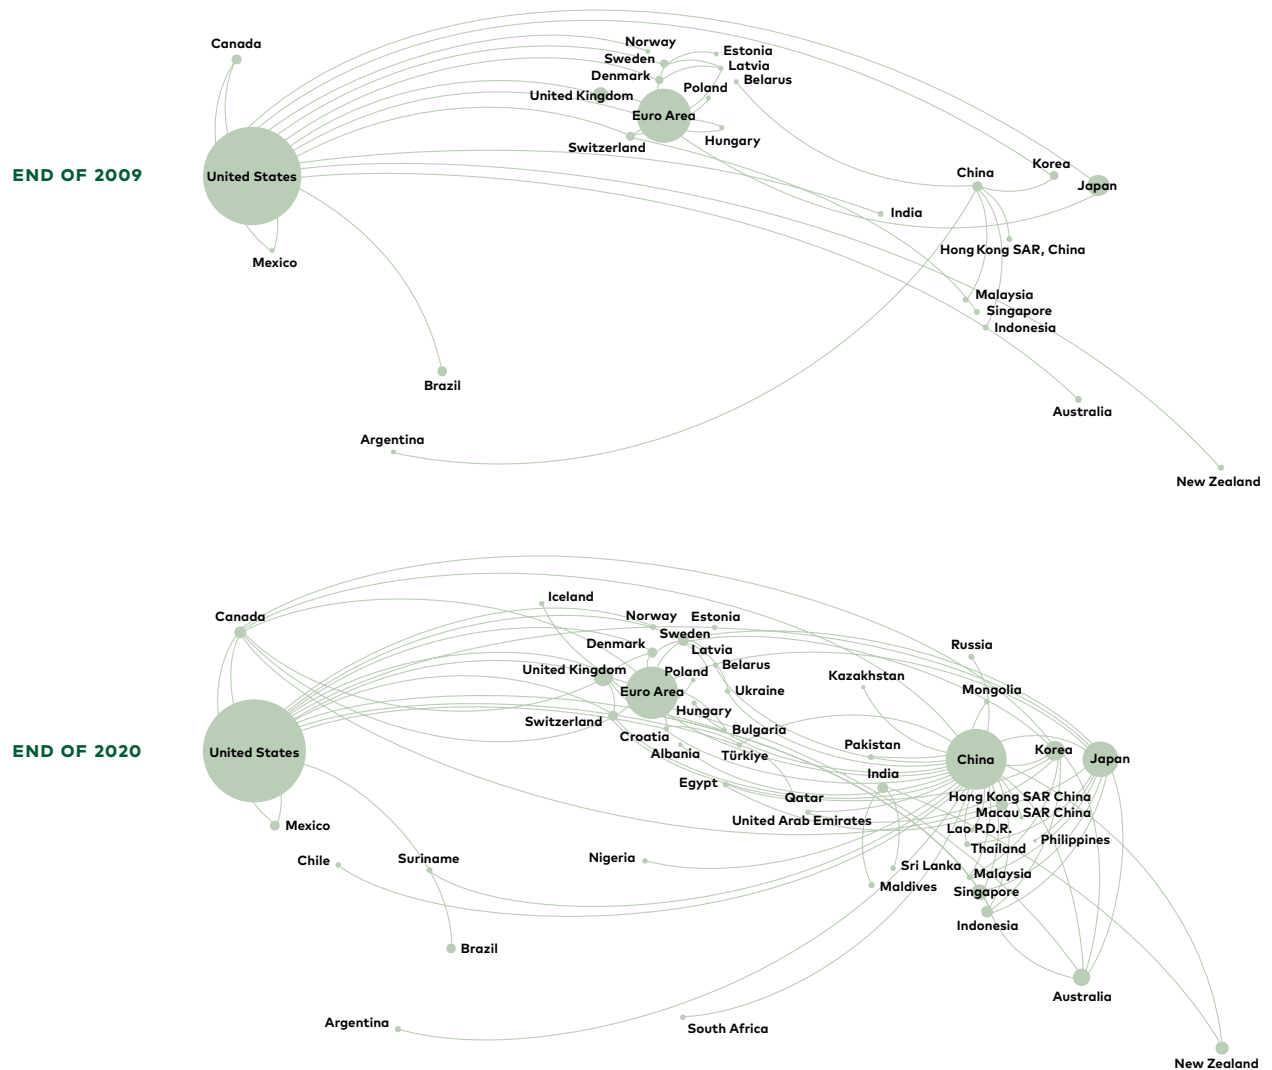 Canada
Norway
Estonia
Sweden
Latvia
Denmark
Belarus
Poland
United Kingdom
Euro Area
Hungary
Switzerland
END OF 2009
United States
China
Korea
Japan
India
Hong Kong SAR, China
Mexico
Malaysia
Singapore
Indonesia
Brazil
Australia
Argentina
New Zealand
Iceland
Canada
Norway
Estonia
Sweden
Denmark
Latvia
Russia
United Kingdom
Poland
Belarus
Kazakhstan
Euro Area
Ukraine
Mongolia
Hungary
Switzerland
Croatia
Bulgaria
END OF 2020
United States
Albania
Türkiye
Pakistan
China
Korea
Japan
India
Egypt
Qatar
Hong Kong SAR China
United Arab Emirates
Macau SAR China
Mexico
Lao P.D.R.
Philippines
Thailand
Chile
Suriname
Nigeria
Sri Lanka
Malaysia
Maldives
Singapore
Indonesia
Brazil
Australia
Argentina
South Africa
New Zealand